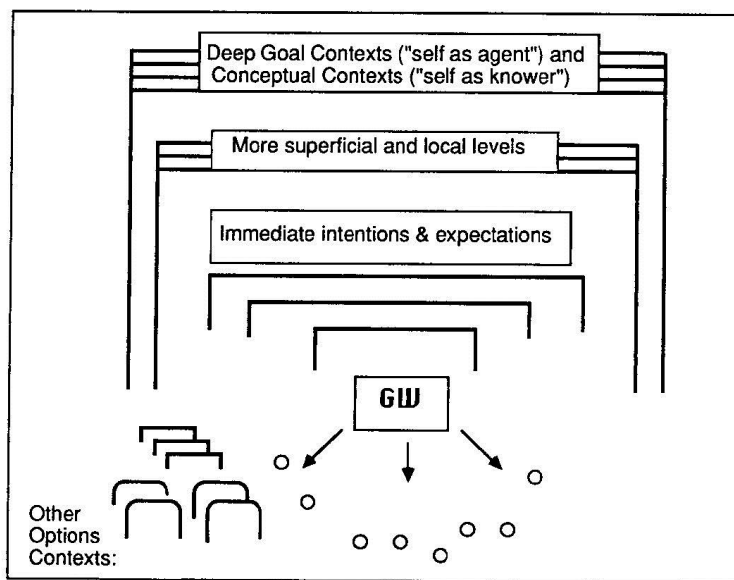 Deep Goal Contexts ("self as agent") and
Conceptual Contexts ("self as knower")
More superficial and local levels
Immediate intentions & expectations
GW
Other
Options
Contexts: